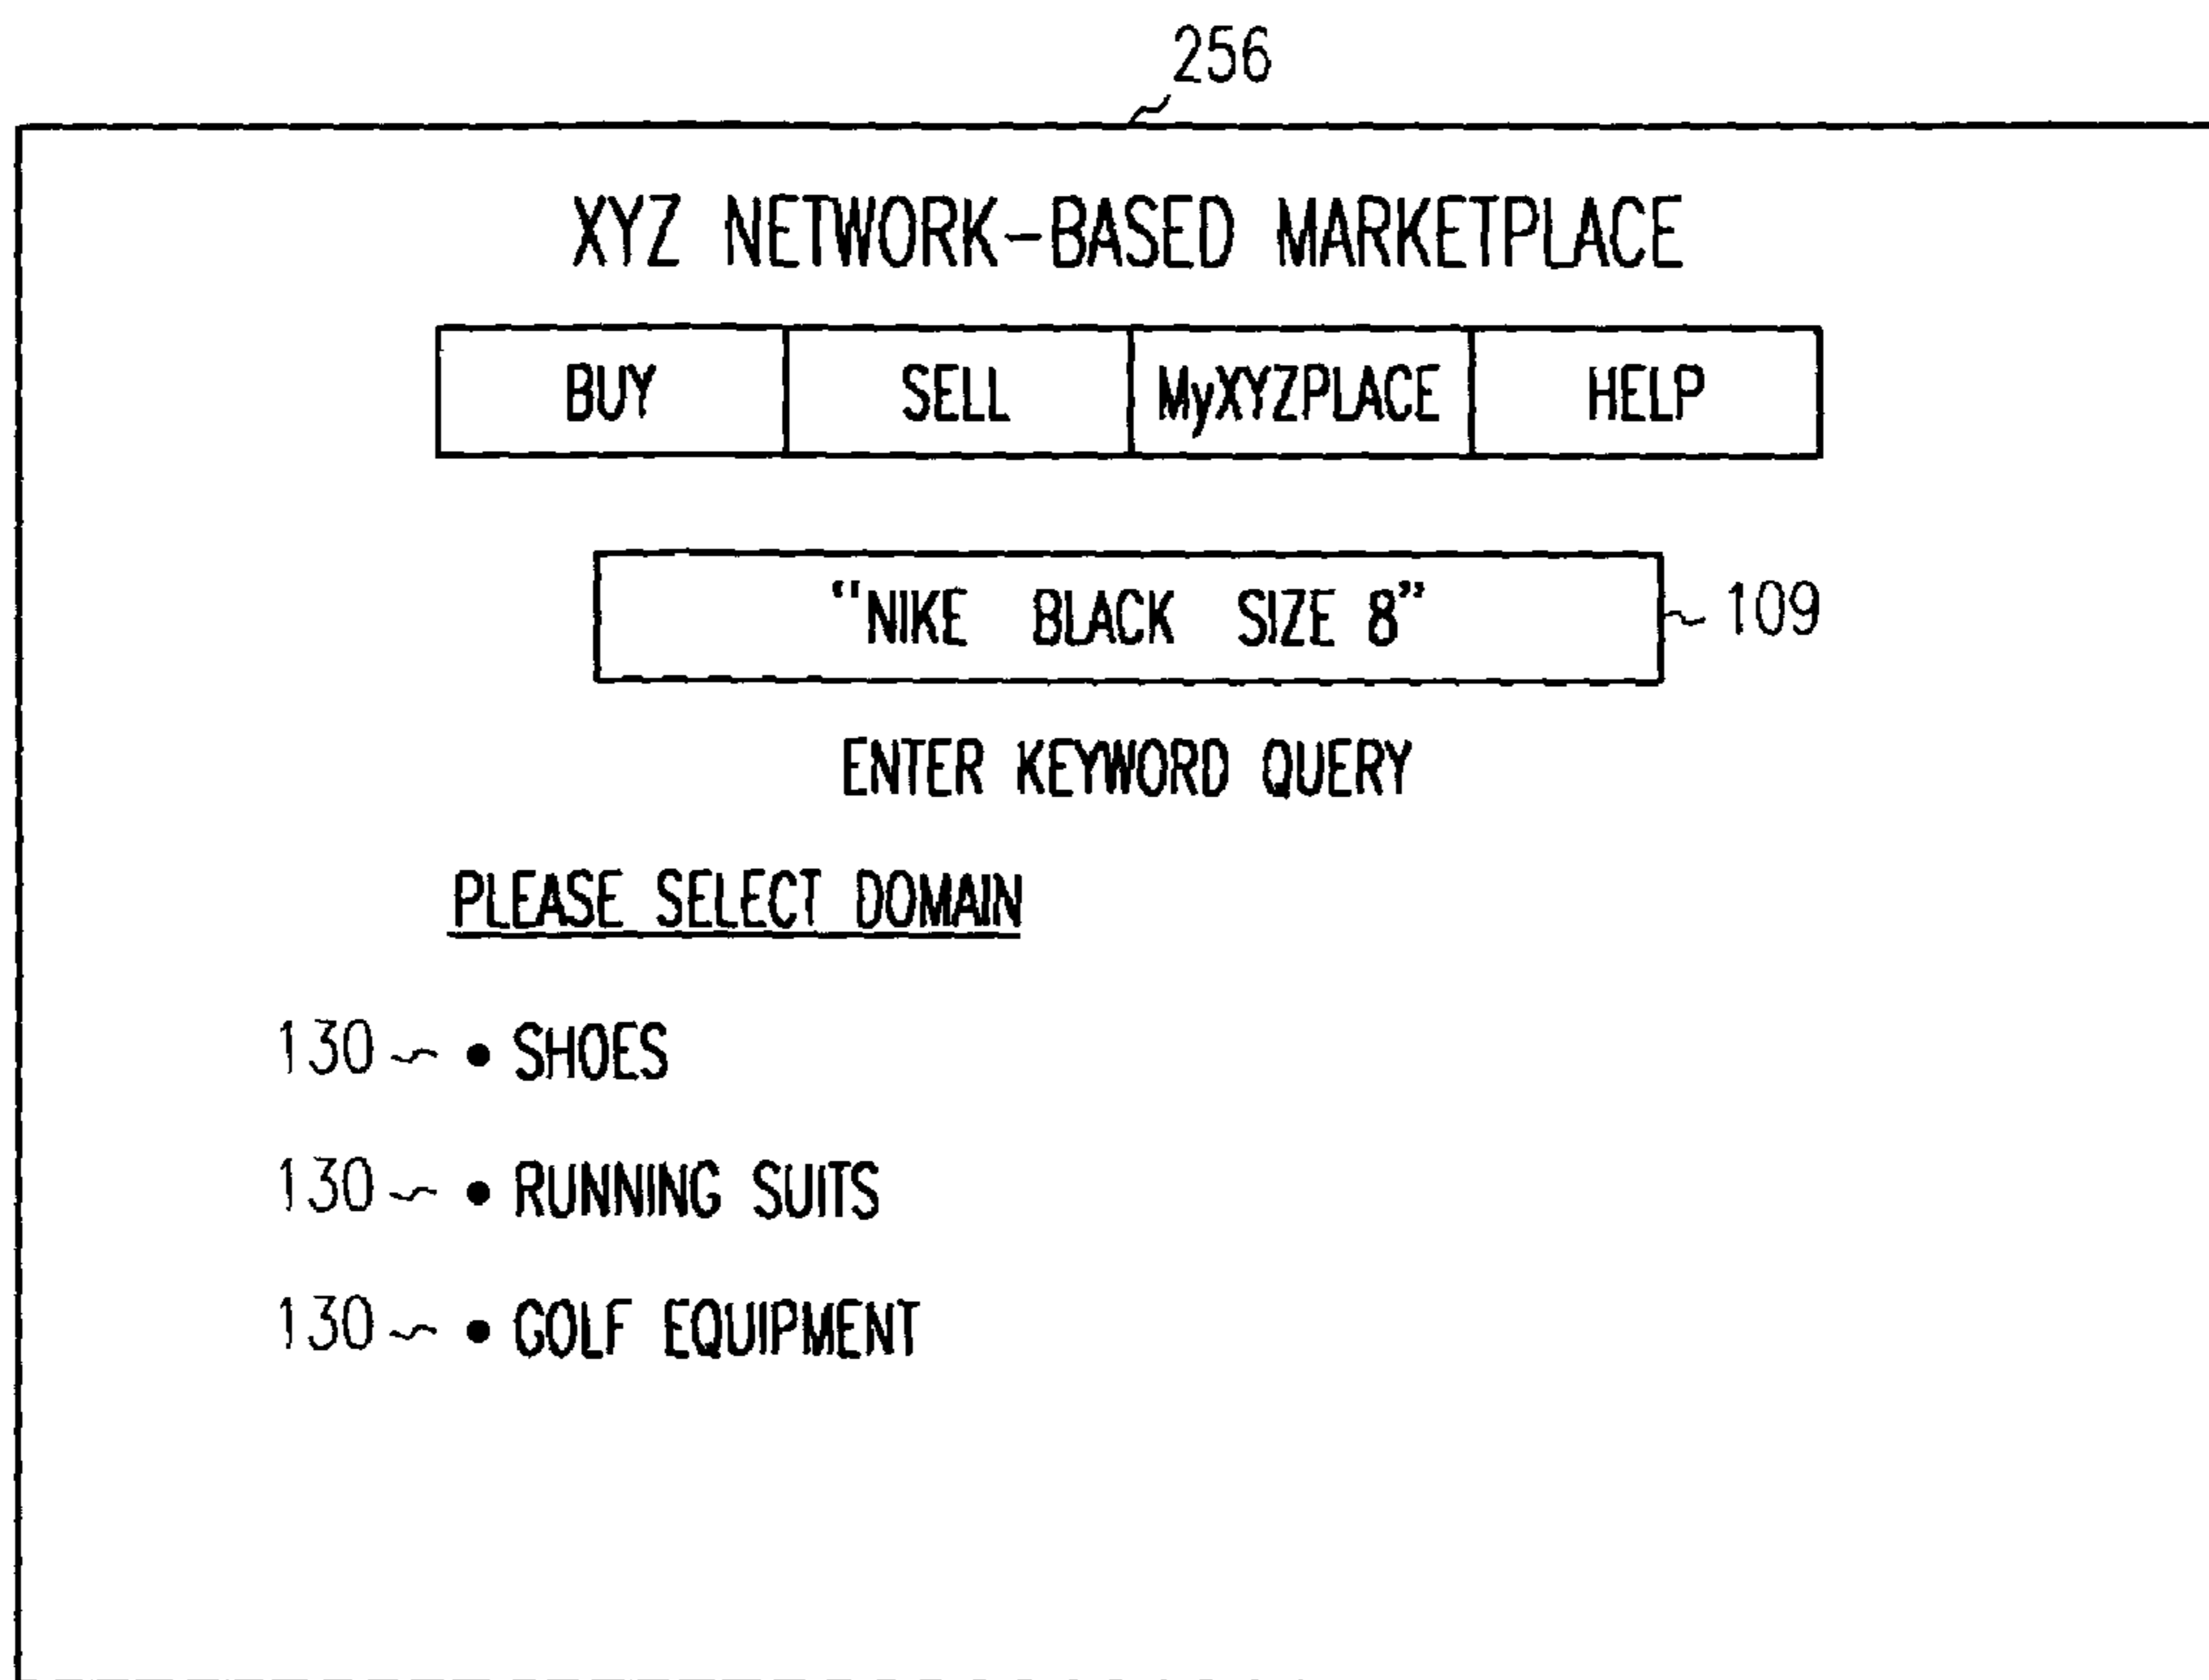 256
XYZ NETWORK-BASED MARKETPLACE
BUY SELL MyXYZPLACE HELP
“NIKE BLACK SIZE 8” 109
ENTER KEYWORD QUERY
PLEASE SELECT DOMAIN
130 • SHOES
130 • RUNNING SUITS
130 • GOLF EQUIPMENT